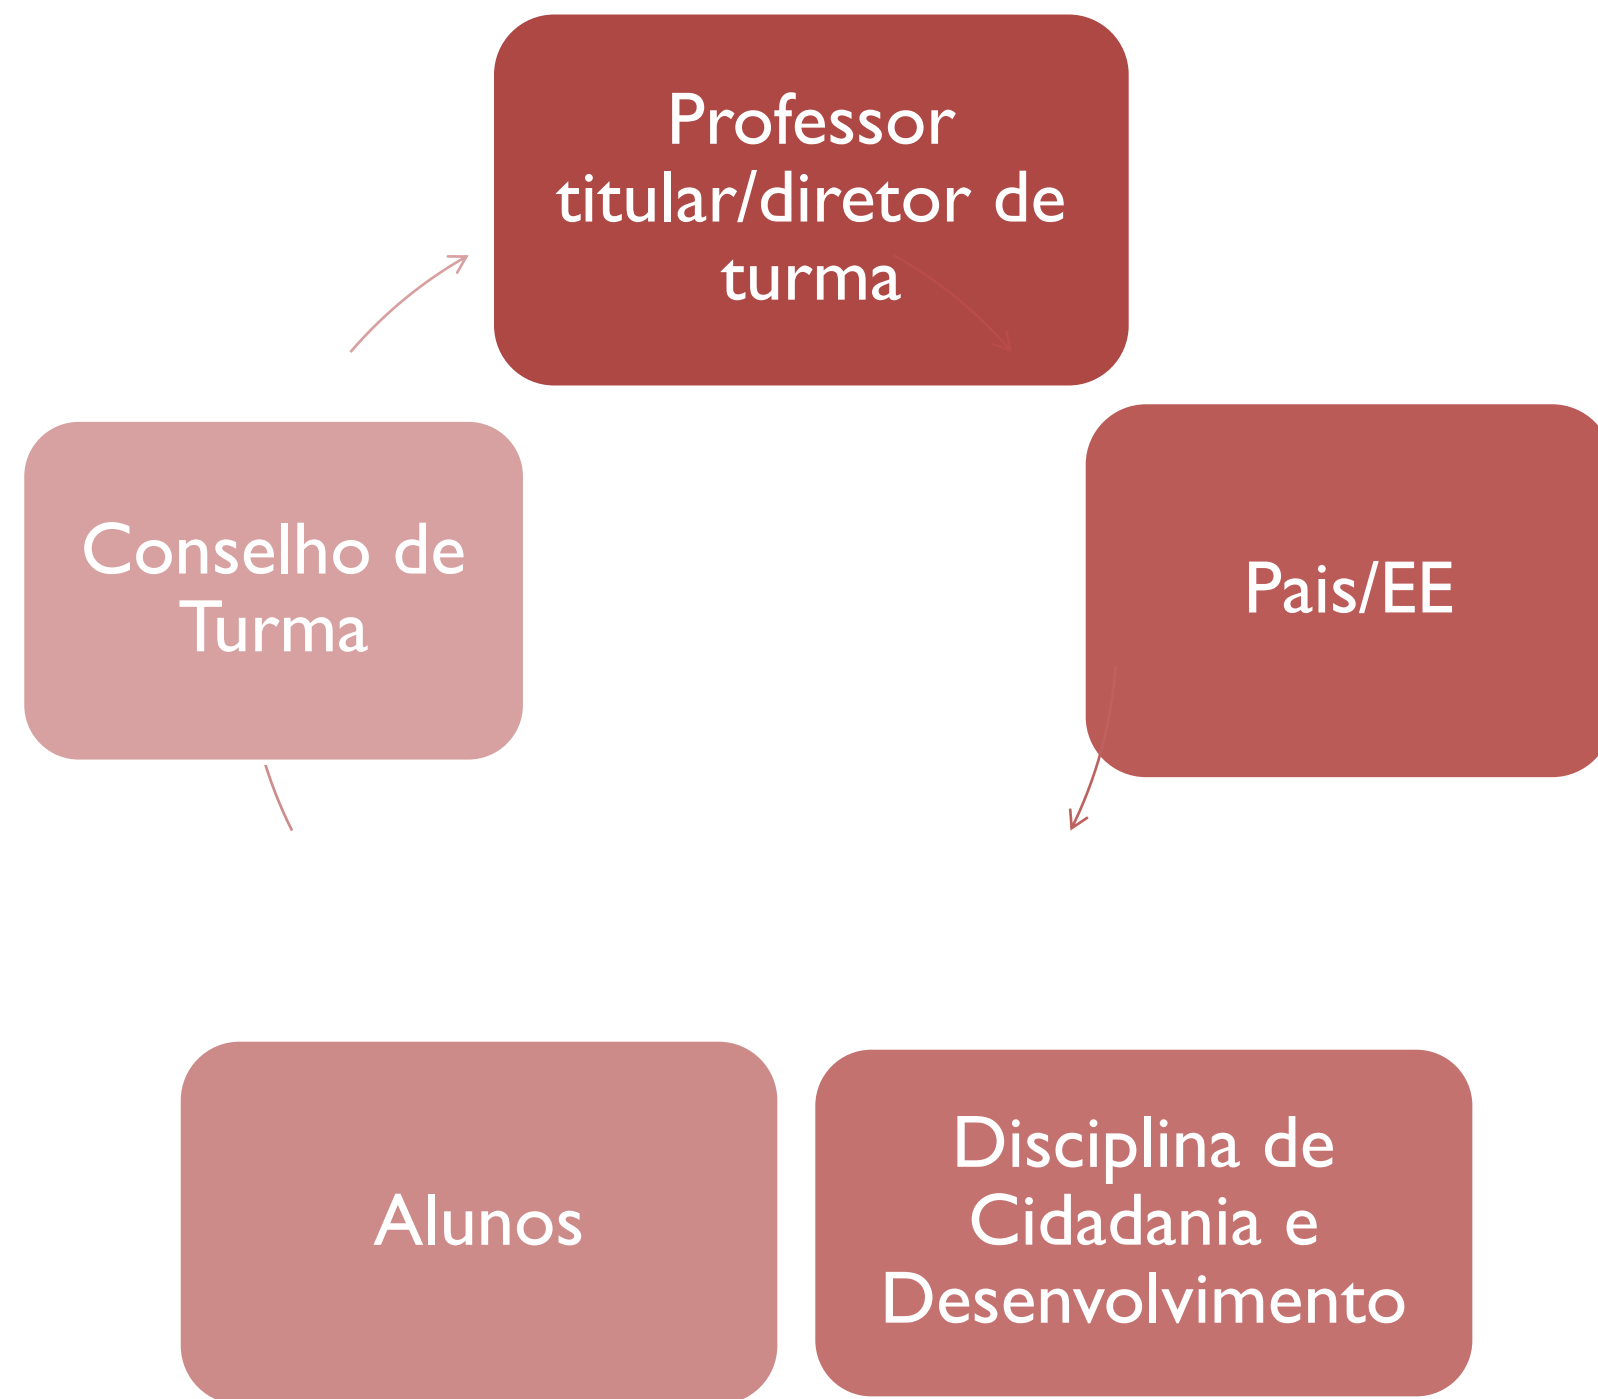 Professor
titular/diretor de
turma
Conselho de
Turma
Pais/EE
Alunos
Disciplina de
Cidadania e
Desenvolvimento